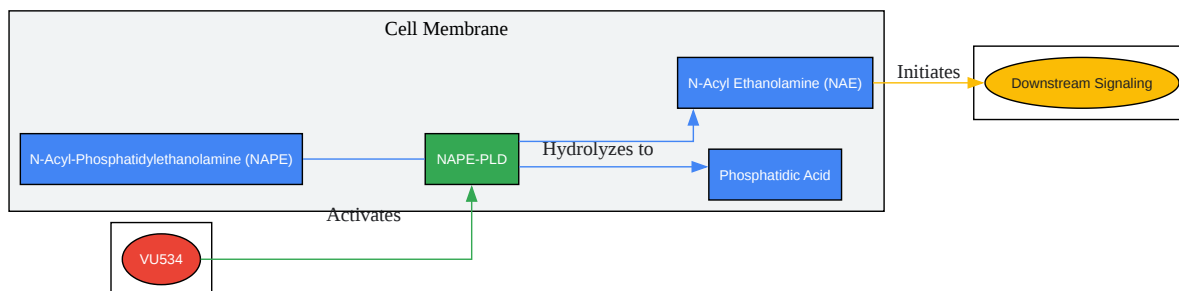 Cell Membrane
N-Acyl Ethanolamine (NAE)
Initiates
Downstream Signaling
N-Acyl-Phosphatidylethanolamine (NAPE)
NAPE-PLD
Hydrolyzes to
Phosphatidic Acid
Activates
VU534